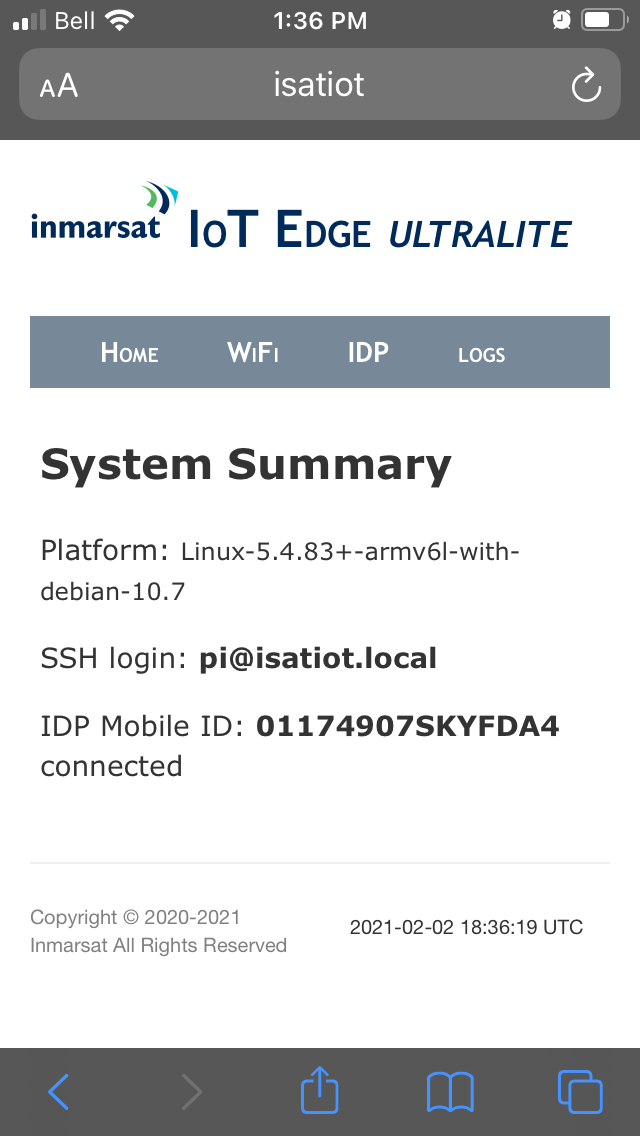 Bell 1:36 PM
AA isatiot
inmarsat IoT Edge ULTRALITE
Home WiFi IDP LOGS
System Summary
Platform: Linux-5.4.83+-armv6l-with-
debian-10.7
SSH login: pi@isatiot.local
IDP Mobile ID: 01174907SKYFDA4
connected
Copyright © 2020-2021
Inmarsat All Rights Reserved
2021-02-02 18:36:19 UTC